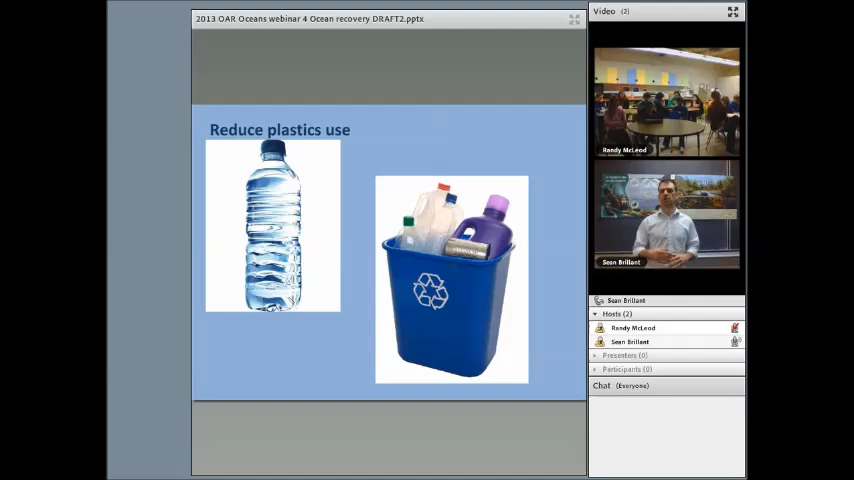 2013 OAR Oceans webinar 4 Ocean recovery DRAFT2.pptx
Reduce plastics use
Video (2)
Randy McLeod
Sean Brillant
Sean Brillant
Hosts (2)
Randy McLeod
Sean Brillant
Presenters (0)
Participants (0)
Chat (Everyone)